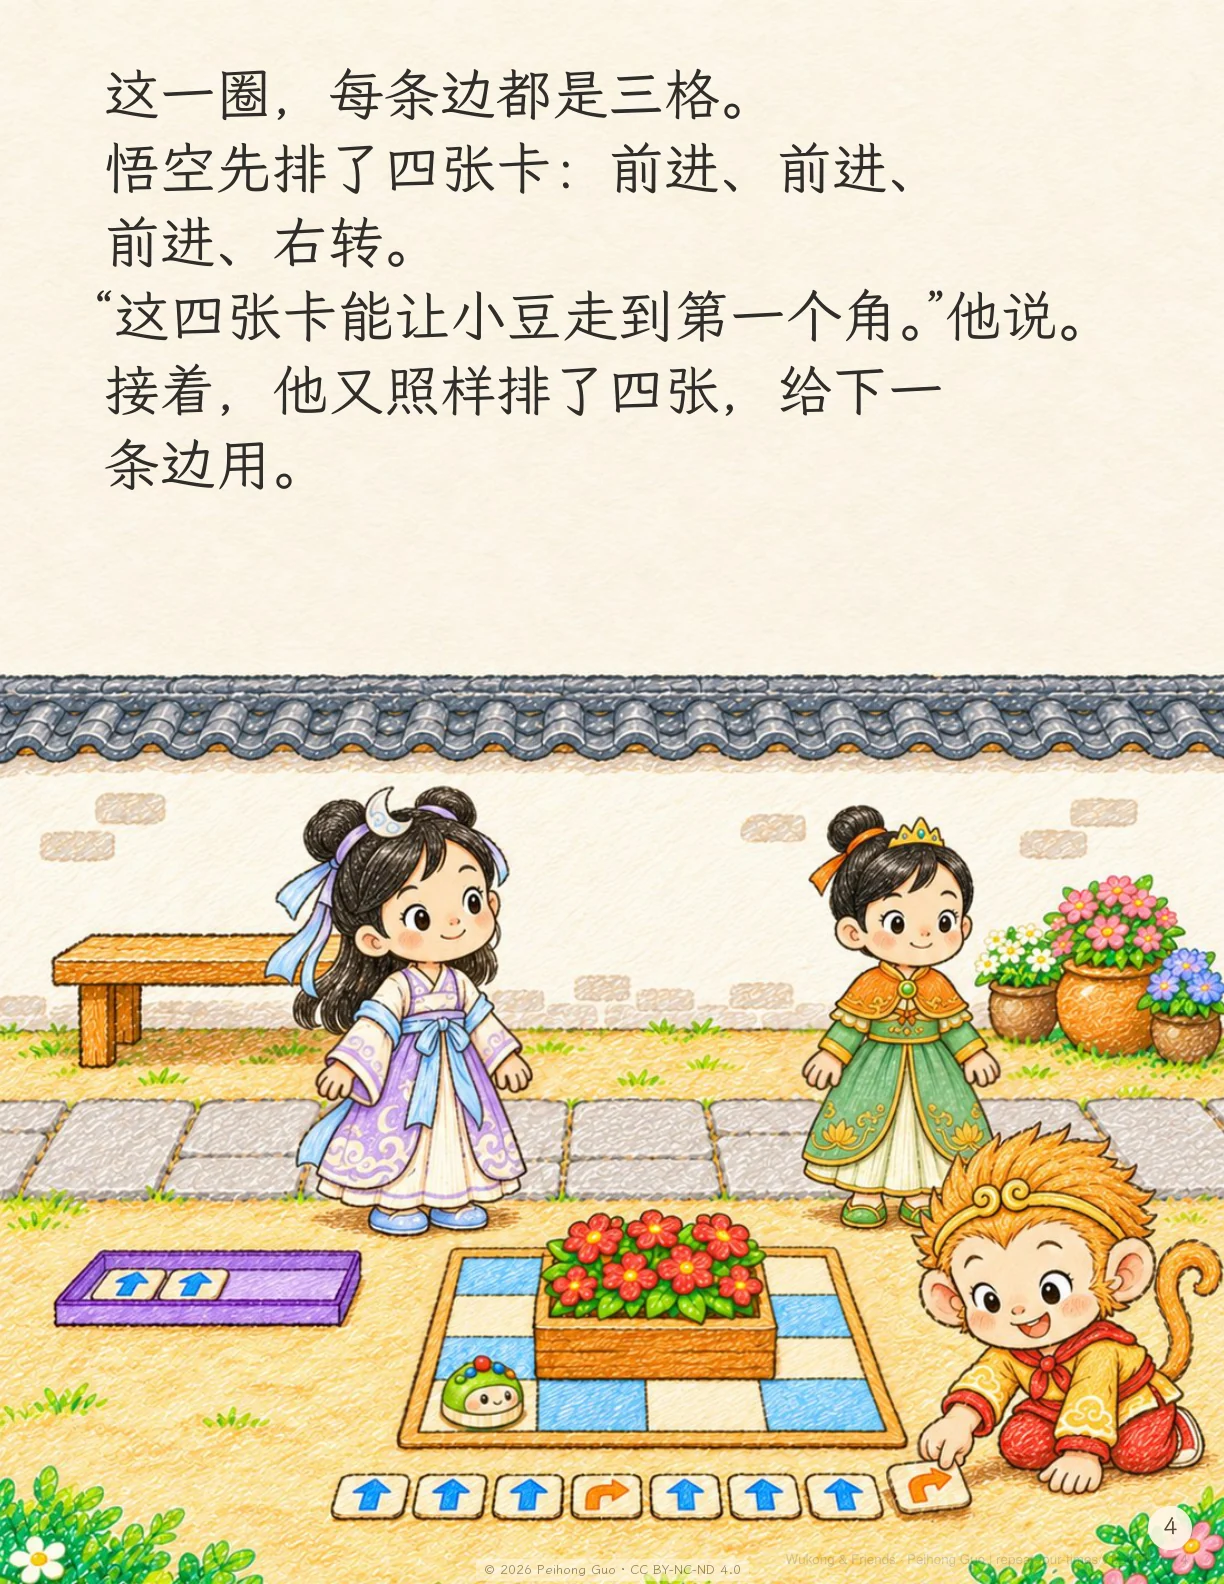 这一圈，每条边都是三格。
悟空先排了四张卡：前进、前进、
前进、右转。
“这四张卡能让小豆走到第一个角。”他说。
接着，他又照样排了四张，给下一
条边用。
4
© 2026 Peihong Guo · CC BY-NC-ND 4.0